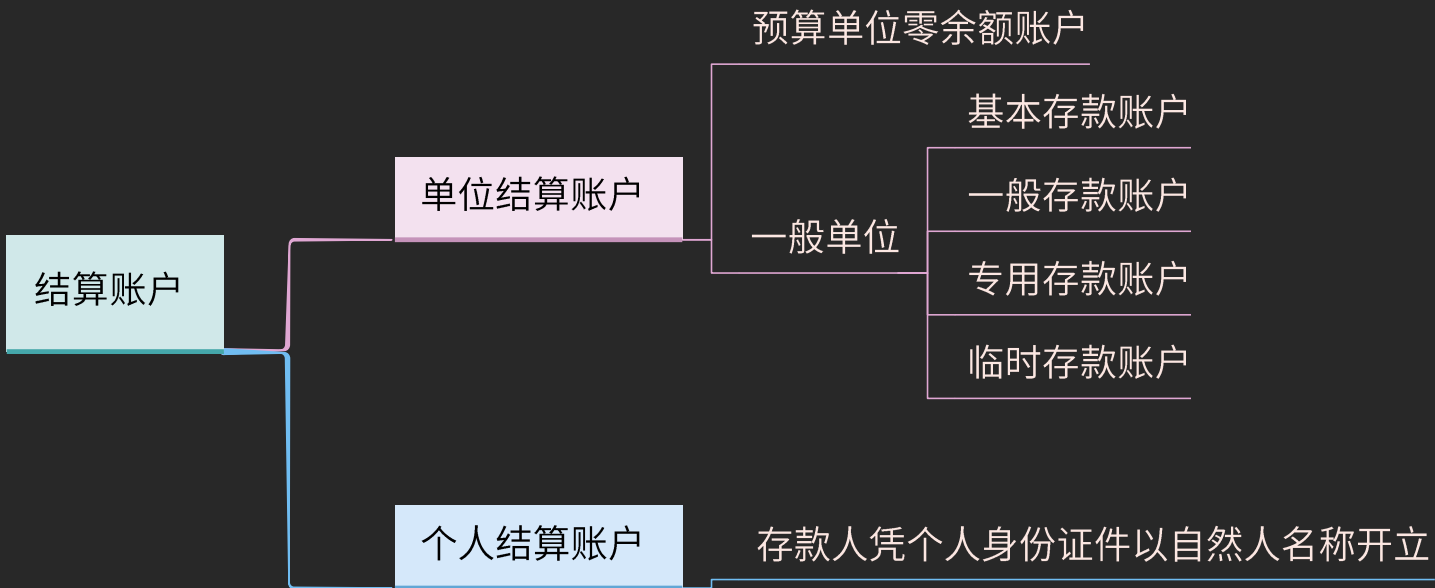 预算单位零余额账户
基本存款账户
单位结算账户
一般存款账户
一般单位
专用存款账户
结算账户
临时存款账户
个人结算账户
存款人凭个人身份证件以自然人名称开立